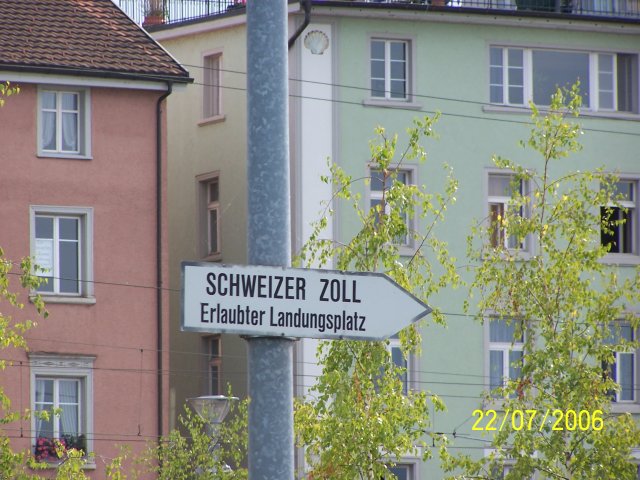 SCHWEIZER ZOLL
Erlaubter Landungsplatz
22/07/2006